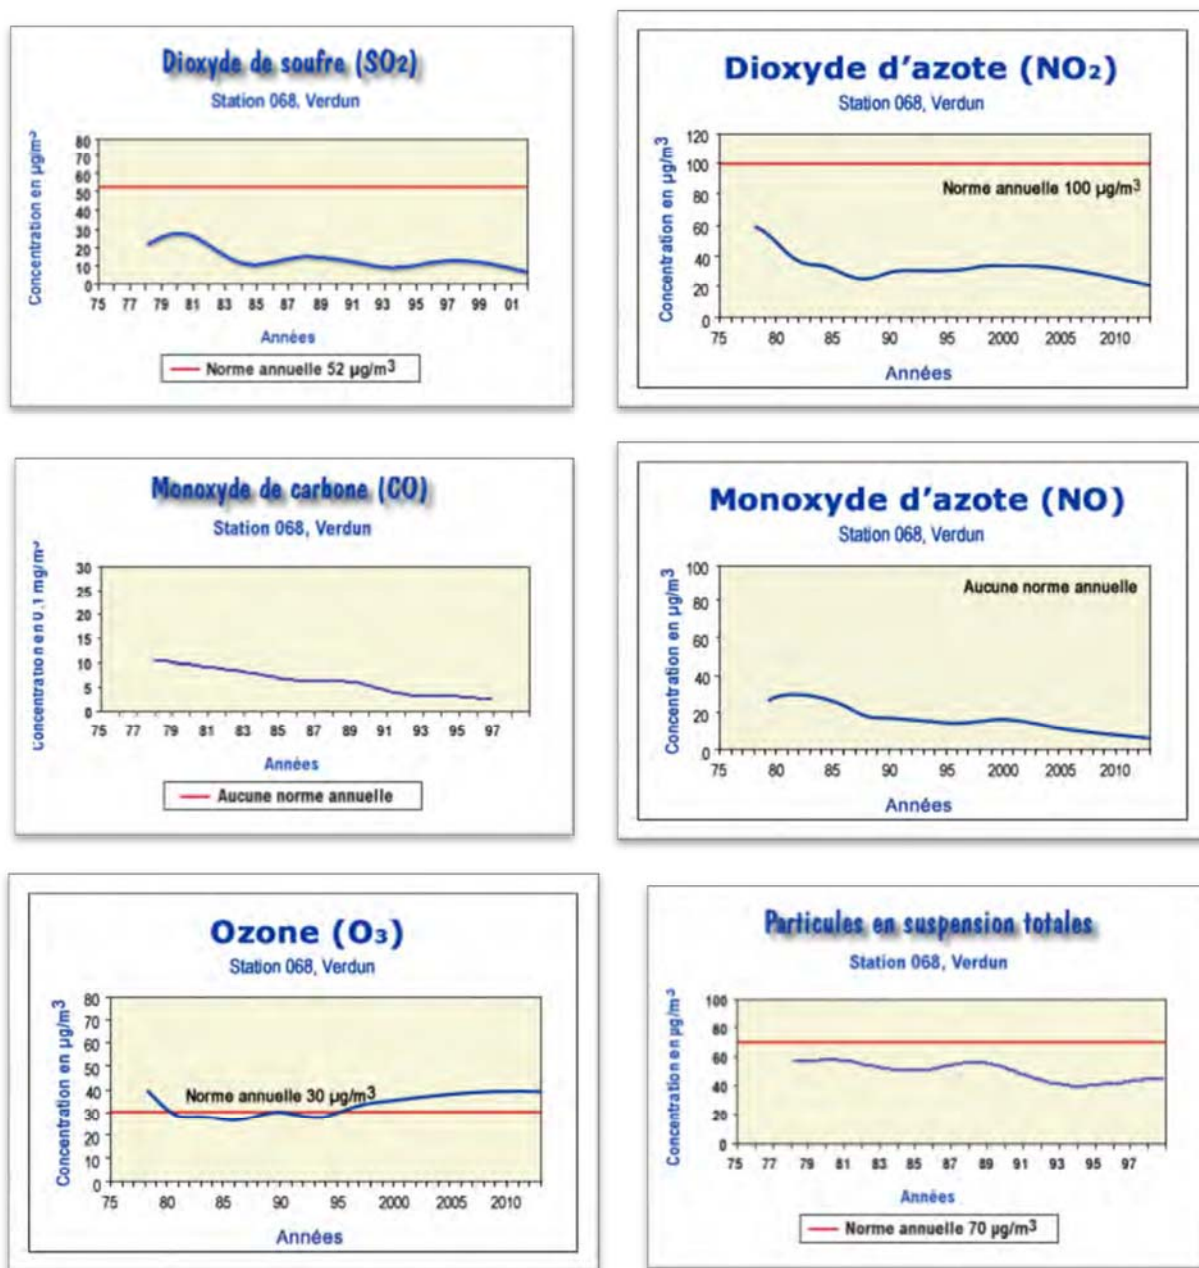 Dioxyde de soufre (SO₂)
Station 068, Verdun
Concentration en µg/m³
80
70
60
50
40
30
20
10
0
75 77 79 81 83 85 87 89 91 93 95 97 99 01
Années
Norme annuelle 52 µg/m³
Dioxyde d'azote (NO₂)
Station 068, Verdun
Concentration en µg/m³
120
100
80
60
40
20
0
Norme annuelle 100 µg/m³
75 80 85 90 95 2000 2005 2010
Années
Monoxyde de carbone (CO)
Station 068, Verdun
Concentration en 0,1 mg/m³
30
25
20
15
10
5
0
75 77 79 81 83 85 87 89 91 93 95 97
Années
Aucune norme annuelle
Monoxyde d'azote (NO)
Station 068, Verdun
Concentration en µg/m³
100
80
60
40
20
0
Aucune norme annuelle
75 80 85 90 95 2000 2005 2010
Années
Ozone (O₃)
Station 068, Verdun
Concentration en µg/m³
80
70
60
50
40
30
20
10
0
Norme annuelle 30 µg/m³
75 80 85 90 95 2000 2005 2010
Années
Particules en suspension totales
Station 068, Verdun
Concentration en µg/m³
100
80
60
40
20
0
75 77 79 81 83 85 87 89 91 93 95 97
Années
Norme annuelle 70 µg/m³